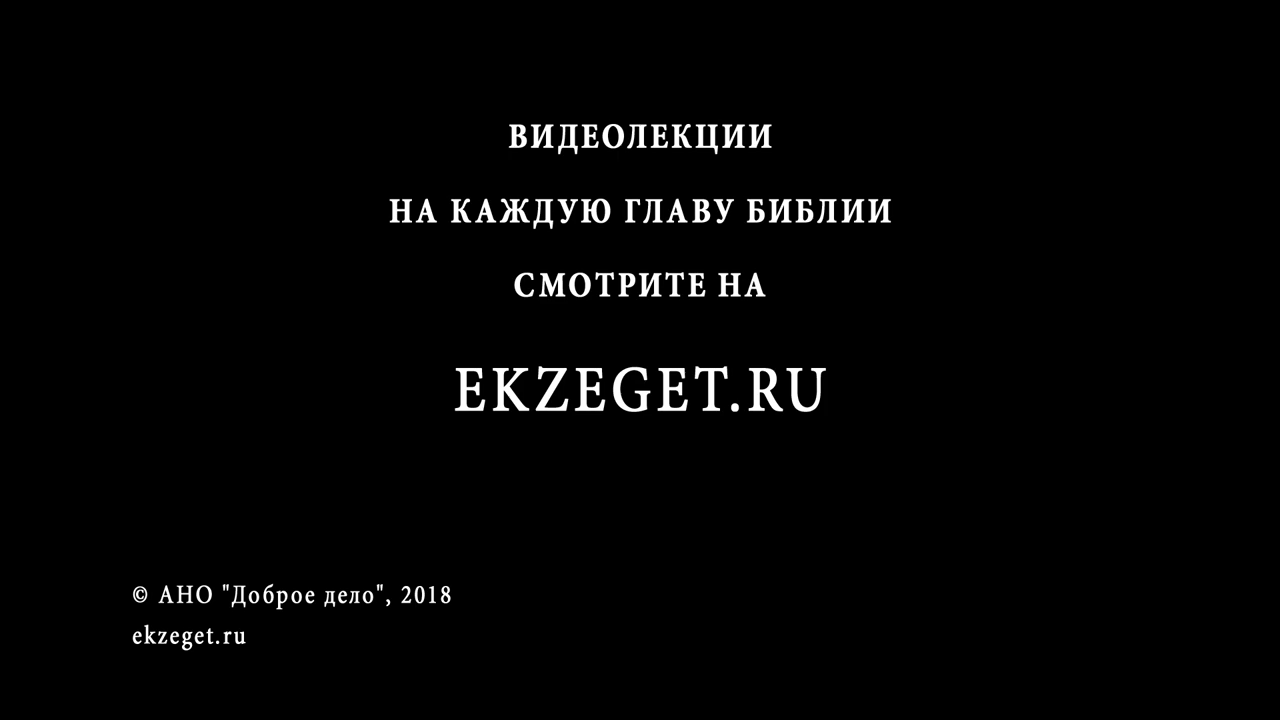 ВИДЕОЛЕКЦИИ
НА КАЖДУЮ ГЛАВУ БИБЛИИ
СМОТРИТЕ НА
EKZEGET.RU
© АНО "Доброе дело", 2018
ekzeget.ru